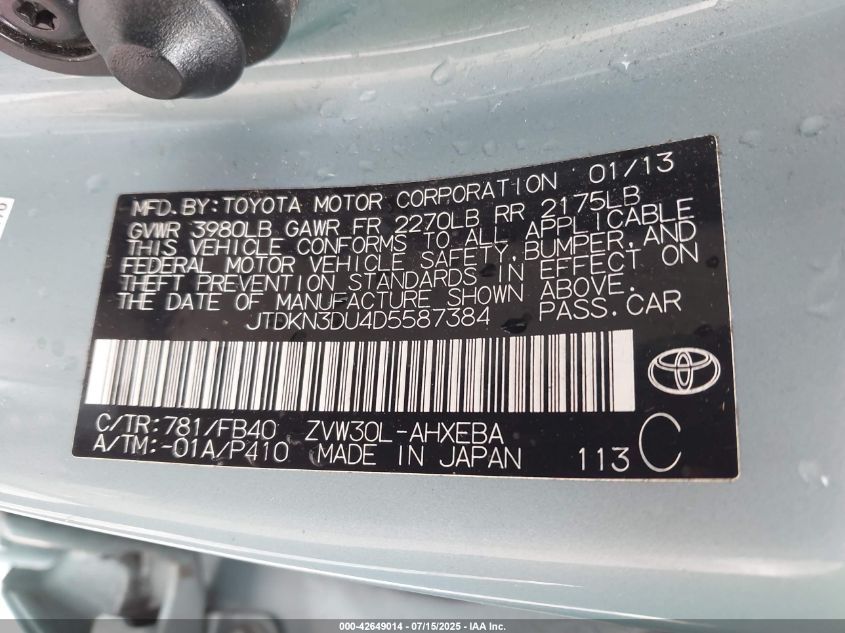 MFD.BY:TOYOTA MOTOR CORPORATION 01/13
GVWR 3980LB GAWR FR 2270LB RR 2175LB
THIS VEHICLE CONFORMS TO ALL APPLICABLE
FEDERAL MOTOR VEHICLE SAFETY, BUMPER, AND
THEFT PREVENTION STANDARDS IN EFFECT ON
THE DATE OF MANUFACTURE SHOWN ABOVE.
JTDKN3DU4D5587384 PASS.CAR
C/TR:781/FB40 ZVW30L-AHXEBA
A/TM:-01A/P410 MADE IN JAPAN 113 C
000-42649014 - 07/15/2025 - IAA Inc.